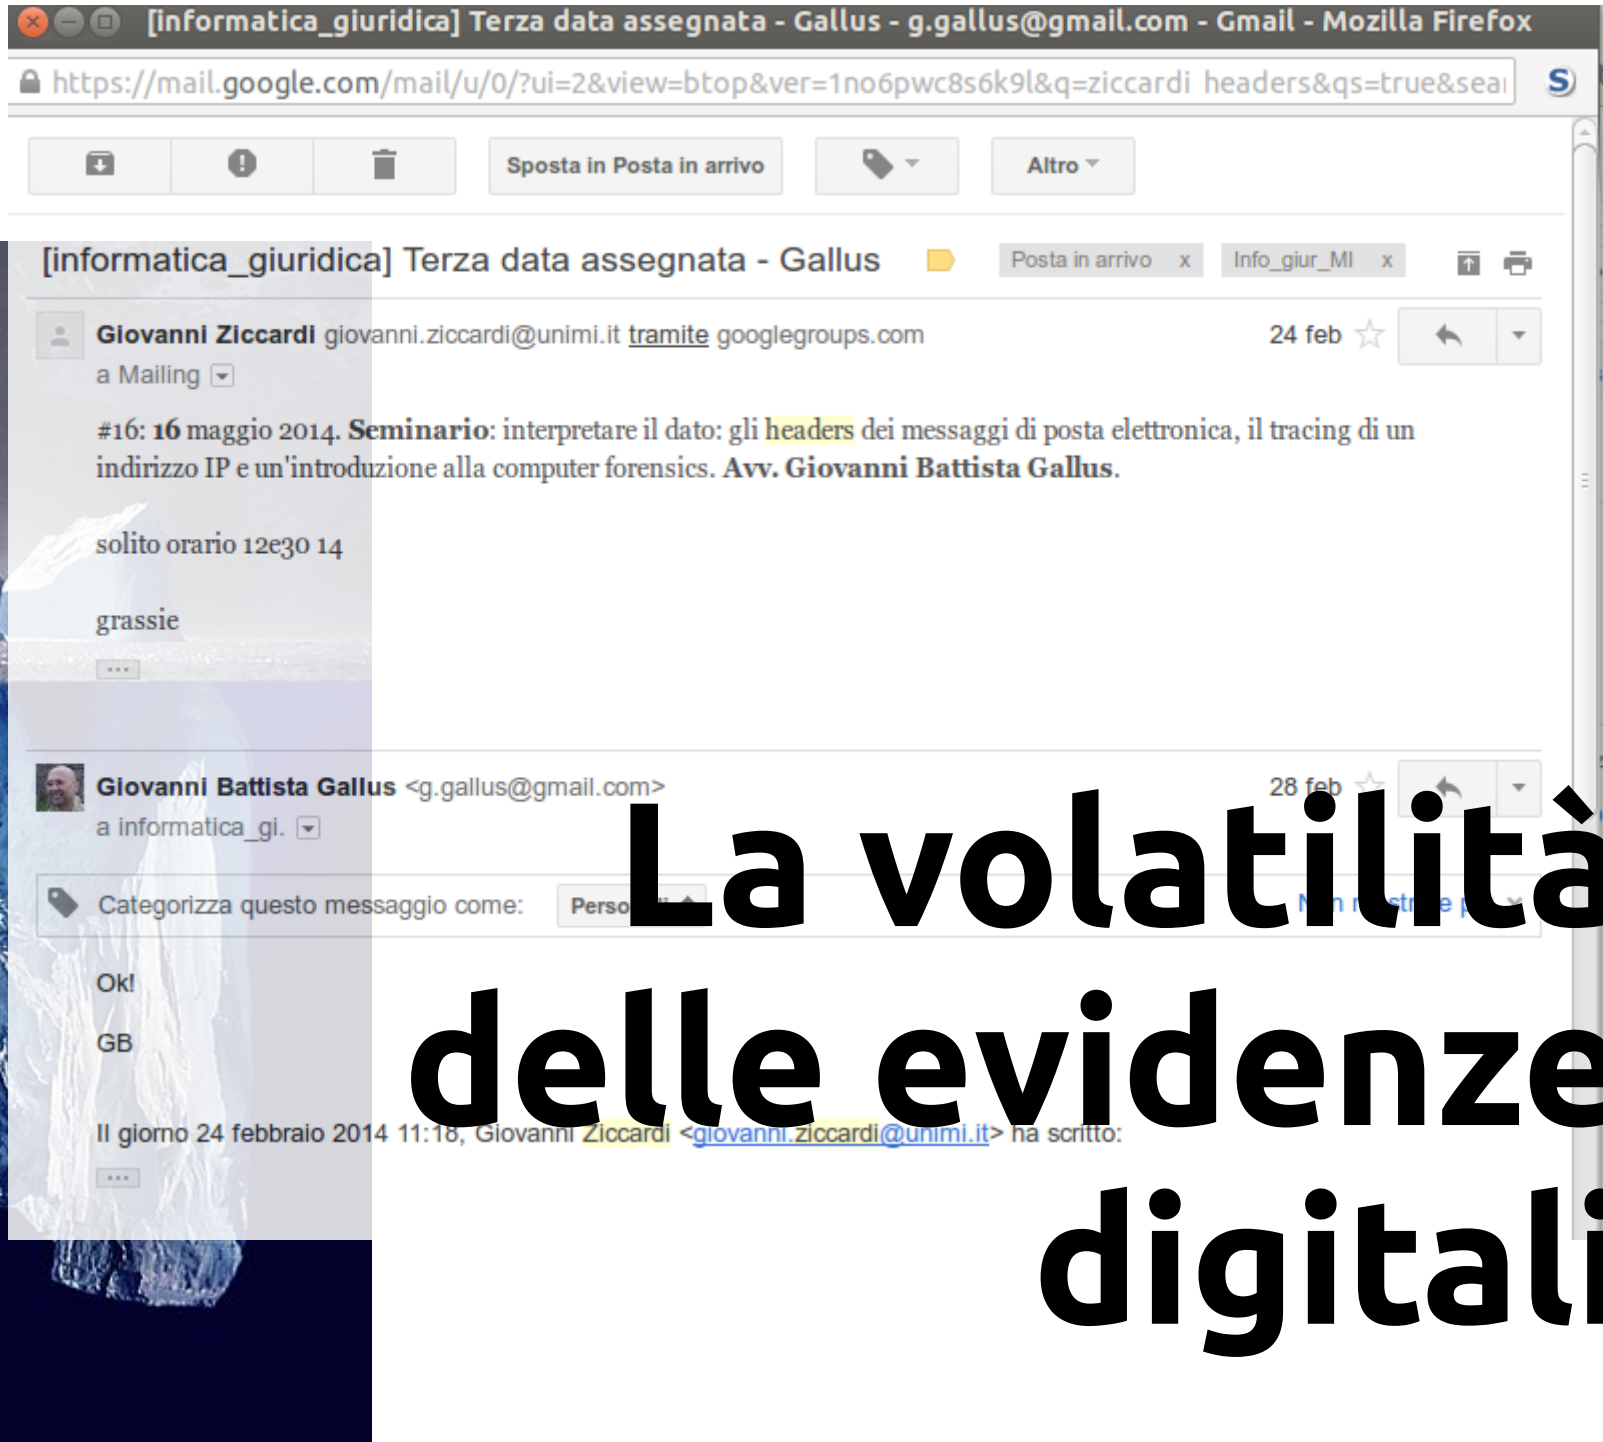 [informatica_giuridica] Terza data assegnata - Gallus - g.gallus@gmail.com - Gmail - Mozilla Firefox
https://mail.google.com/mail/u/0/?ui=2&view=btop&ver=1no6pwc8s6k9l&q=ziccardi headers&qs=true&sear
S
Sposta in Posta in arrivo
Altro
[informatica_giuridica] Terza data assegnata - Gallus
Posta in arrivo x
Info_giur_MI x
Giovanni Ziccardi giovanni.ziccardi@unimi.it tramite googlegroups.com
24 feb
a Mailing
#16: 16 maggio 2014. Seminario: interpretare il dato: gli headers dei messaggi di posta elettronica, il tracing di un
indirizzo IP e un'introduzione alla computer forensics. Avv. Giovanni Battista Gallus.
solito orario 12e30 14
grassie
Giovanni Battista Gallus <g.gallus@gmail.com>
28 feb
a informatica_gi.
La volatilità
Categorizza questo messaggio come:
Ok!
GB
delle evidenze
Il giorno 24 febbraio 2014 11:18, Giovanni Ziccardi <giovanni.ziccardi@unimi.it> ha scritto:
digitali